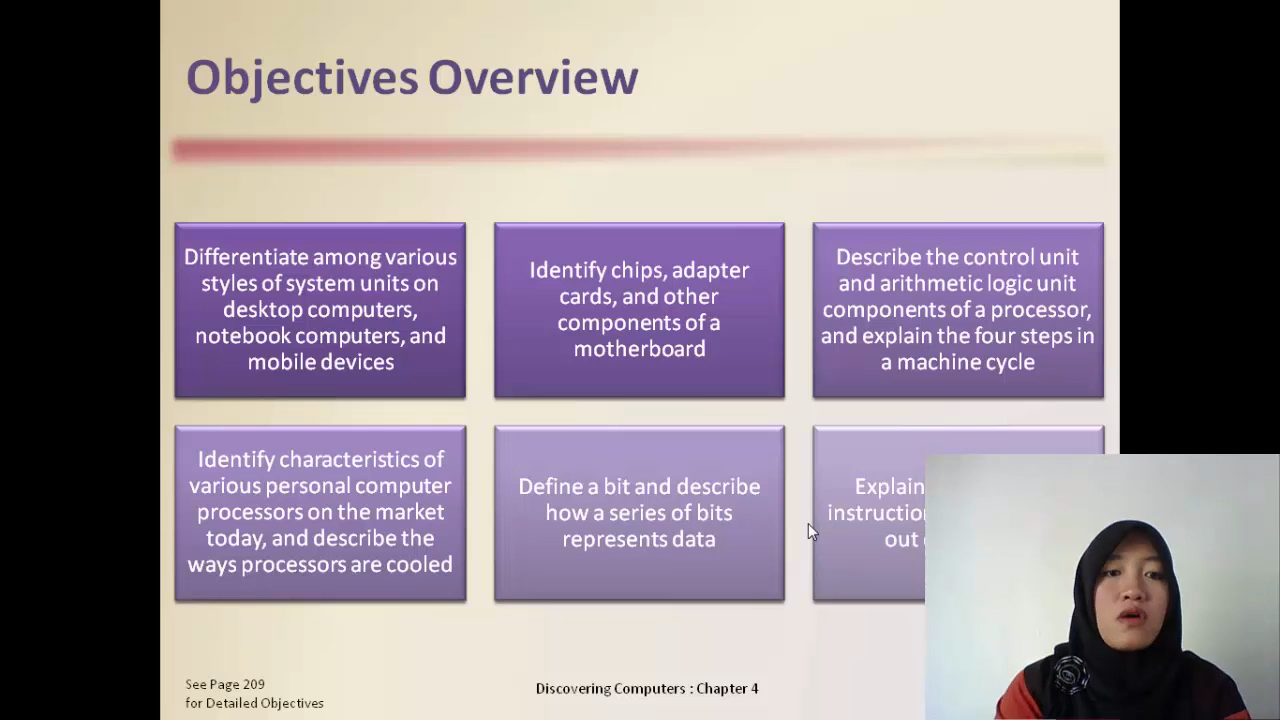 Objectives Overview
Differentiate among various
styles of system units on
desktop computers,
notebook computers, and
mobile devices
Identify chips, adapter
cards, and other
components of a
motherboard
Describe the control unit
and arithmetic logic unit
components of a processor,
and explain the four steps in
a machine cycle
Identify characteristics of
various personal computer
processors on the market
today, and describe the
ways processors are cooled
Define a bit and describe
how a series of bits
represents data
Explain
out
See Page 209
for Detailed Objectives
Discovering Computers : Chapter 4